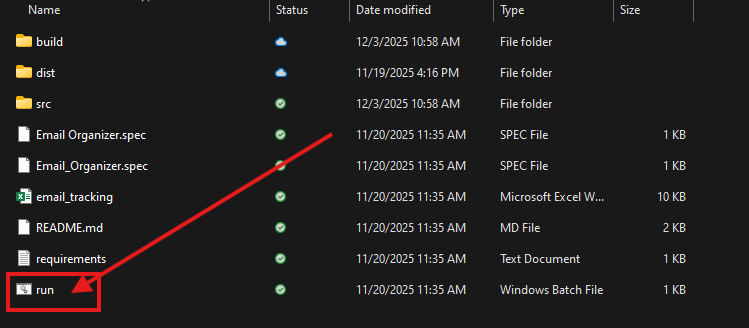 Name Status Date modified Type Size
build 12/3/2025 10:58 AM File folder
dist 11/19/2025 4:16 PM File folder
src 12/3/2025 10:58 AM File folder
Email Organizer.spec 11/20/2025 11:35 AM SPEC File 1 KB
Email_Organizer.spec 11/20/2025 11:35 AM SPEC File 1 KB
email_tracking 11/20/2025 11:35 AM Microsoft Excel W... 10 KB
README.md 11/20/2025 11:35 AM MD File 2 KB
requirements 11/20/2025 11:35 AM Text Document 1 KB
run 11/20/2025 11:35 AM Windows Batch File 1 KB